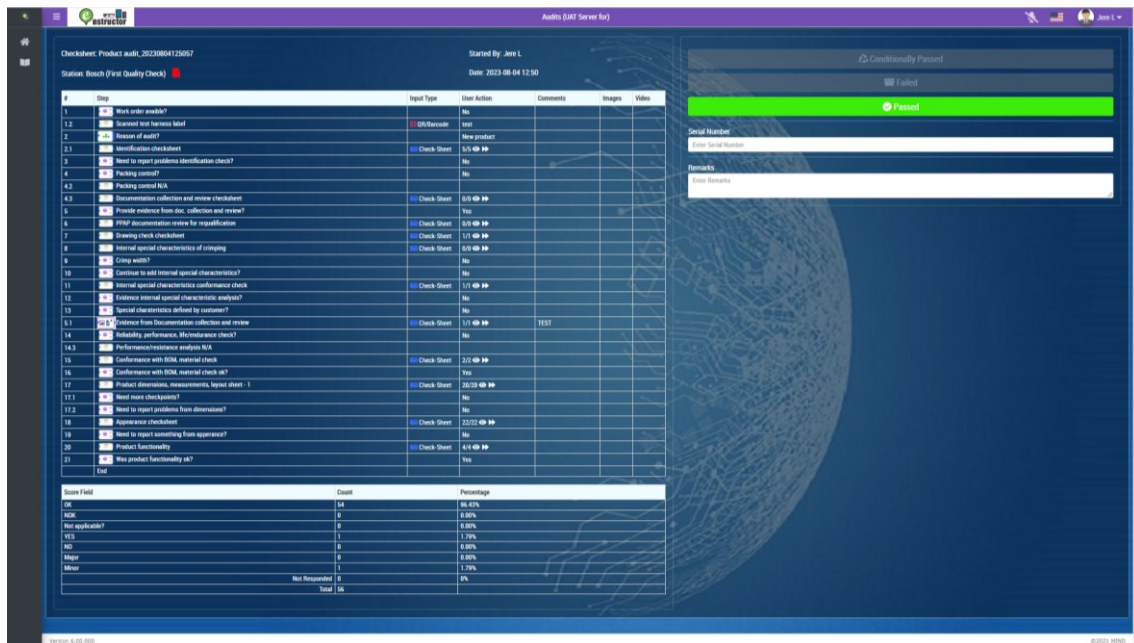 eInstructor
Audits (UAT Server for)
Jere L
Checksheet: Product audit_20230804125057
Started By: Jere L
Station: Bosch (First Quality Check)
Date: 2023-08-04 12:50
# Step Input Type User Action Comments Images Video
1 Work order avaible? No
1.2 Scanned test harness label QR/Barcode test
2 Reason of audit? New product
2.1 Identification checksheet Check-Sheet 5/5
3 Need to report problems identification check? No
4 Packing control? No
4.2 Packing control N/A
4.3 Documentation collection and review checksheet Check-Sheet 0/0
5 Provide evidence from doc. collection and review? Yes
6 PPAP documentation review for requalification Check-Sheet 0/0
7 Drawing check checksheet Check-Sheet 1/1
8 Internal special characteristics of crimping Check-Sheet 0/0
9 Crimp width? No
10 Continue to add Internal special characteristics? No
11 Internal special characteristics conformance check Check-Sheet 1/1
12 Evidence internal special characteristic analysis? No
13 Special charateristics defined by customer? No
5.1 Evidence from Documentation collection and review Check-Sheet 1/1 TEST
14 Reliability, performance, life/endurance check? No
14.3 Performance/resistance analysis N/A
15 Conformance with BOM, material check Check-Sheet 2/2
16 Conformance with BOM, material check ok? Yes
17 Product dimensions, measurements, layout sheet - 1 Check-Sheet 20/20
17.1 Need more checkpoints? No
17.2 Need to report problems from dimensions? No
18 Appearance checksheet Check-Sheet 22/22
19 Need to report something from apperance? No
20 Product functionality Check-Sheet 4/4
21 Was product functionality ok? Yes
End
Score Field Count Percentage
OK 54 96.43%
NOK 0 0.00%
Not applicable? 0 0.00%
YES 1 1.79%
NO 0 0.00%
Major 0 0.00%
Minor 1 1.79%
Not Responded 0 0%
Total 56
Conditionally Passed
Failed
Passed
Serial Number
Enter Serial Number
Remarks
Enter Remarks
Version 6.00.000
©2021 MIND